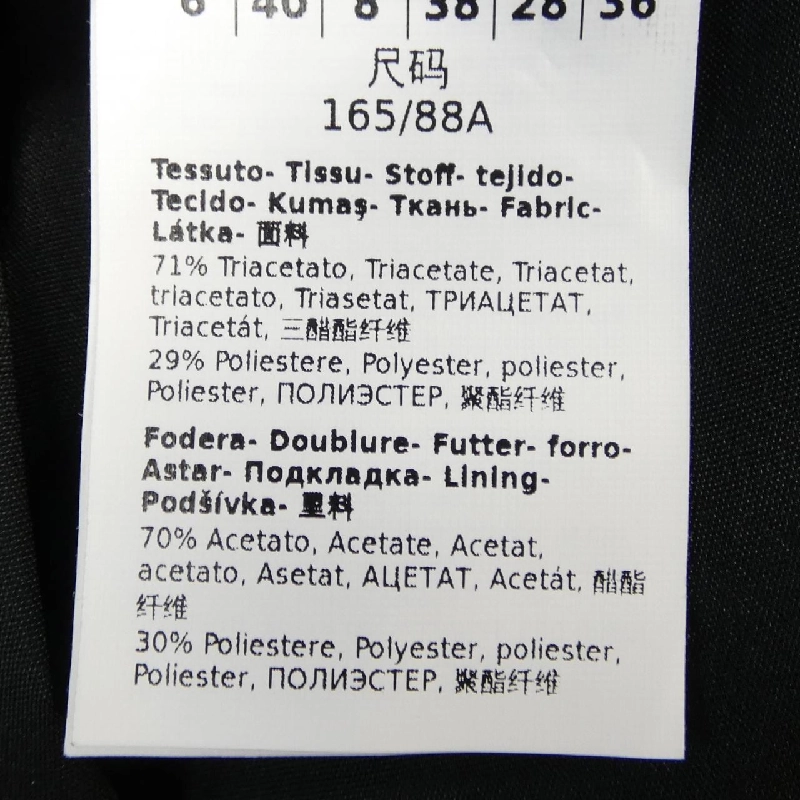 6 40 8 38 28 36
尺码
165/88A
Tessuto- Tissu- Stoff- tejido-
Tecido- Kumaş- Ткань- Fabric-
Látka- 面料
71% Triacetato, Triacetate, Triacetat,
triacetato, Triasetat, ТРИАЦЕТАТ,
Triacetát, 三醋酯纤维
29% Poliestere, Polyester, poliester,
Poliester, ПОЛИЭСТЕР, 聚酯纤维
Fodera- Doublure- Futter- forro-
Astar- Подкладка- Lining-
Podšívka- 里料
70% Acetato, Acetate, Acetat,
acetato, Asetat, АЦЕТАТ, Acetát, 醋酯
纤维
30% Poliestere, Polyester, poliester,
Poliester, ПОЛИЭСТЕР, 聚酯纤维